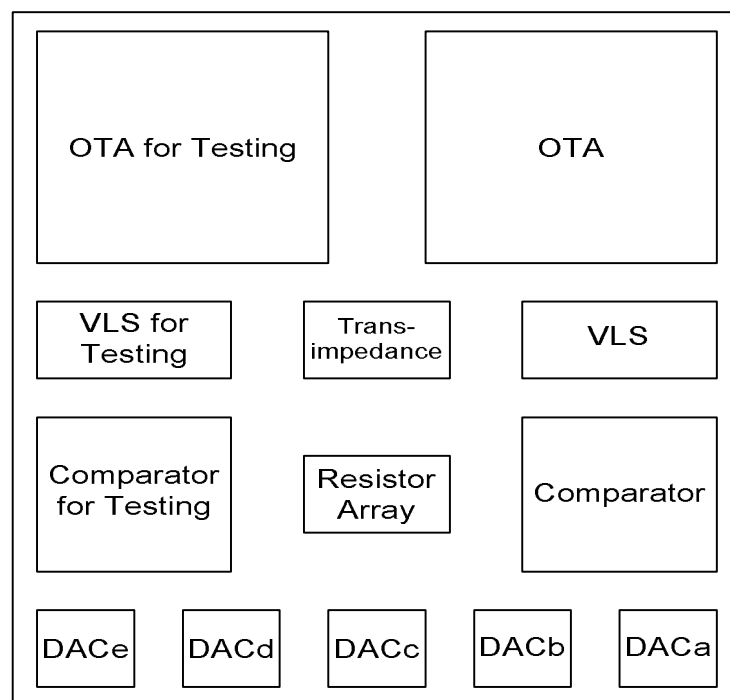 OTA for Testing
OTA
VLS for
Testing
Trans-
impedance
VLS
Comparator
for Testing
Resistor
Array
Comparator
DACe
DACd
DACc
DACb
DACa